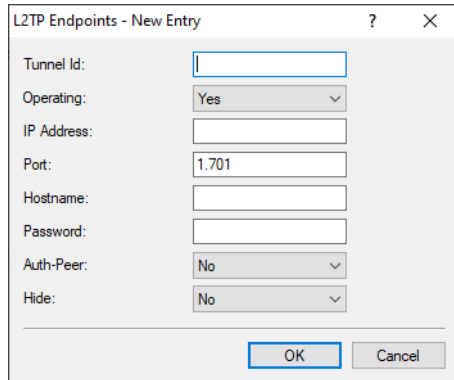 L2TP Endpoints - New Entry ?
Tunnel Id:
Operating: Yes
IP Address:
Port: 1.701
Hostname:
Password:
Auth-Peer: No
Hide: No
OK Cancel